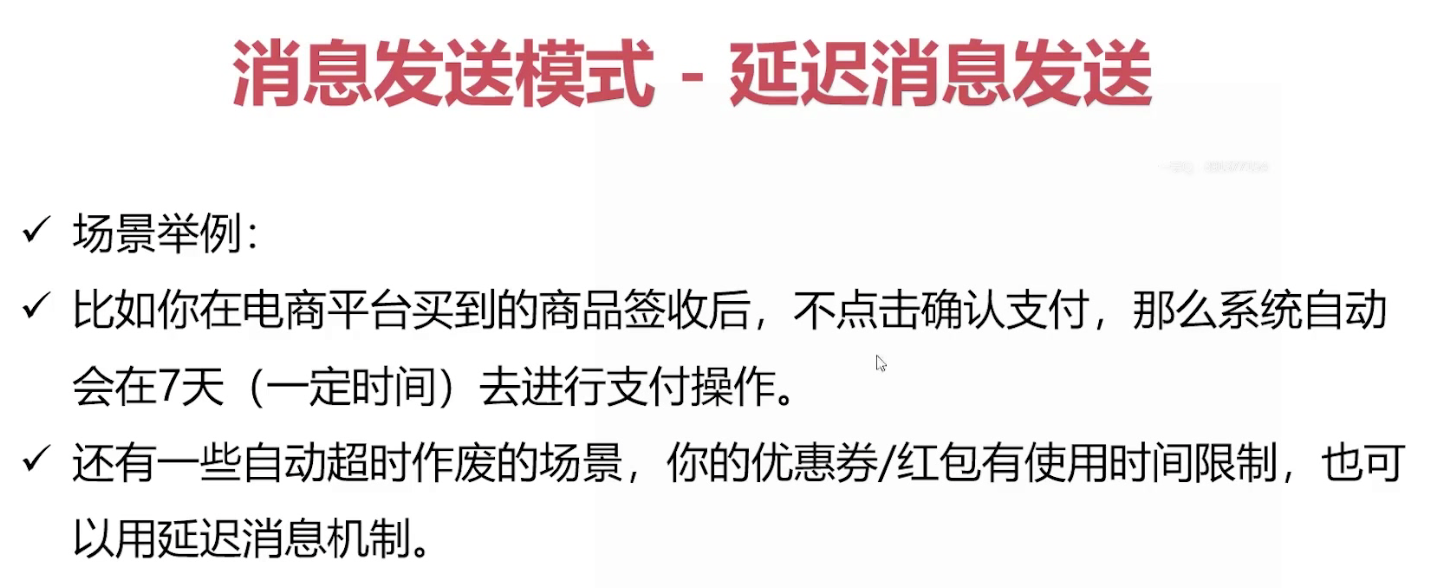 消息发送模式 - 延迟消息发送
✓ 场景举例：
✓ 比如你在电商平台买到的商品签收后，不点击确认支付，那么系统自动
会在7天（一定时间）去进行支付操作。
✓ 还有一些自动超时作废的场景，你的优惠券/红包有使用时间限制，也可
以用延迟消息机制。